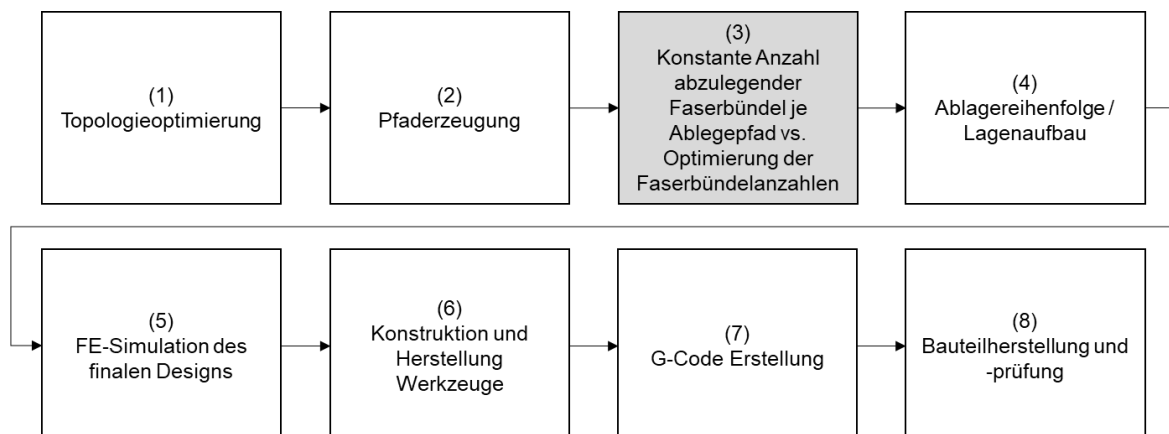 (1)
Topologieoptimierung
(2)
Pfaderzeugung
(3)
Konstante Anzahl
abzulegender
Faserbündel je
Ablegepfad vs.
Optimierung der
Faserbündelanzahlen
(4)
Ablagereihenfolge /
Lagenaufbau
(5)
FE-Simulation des
finalen Designs
(6)
Konstruktion und
Herstellung
Werkzeuge
(7)
G-Code Erstellung
(8)
Bauteilherstellung und
-prüfung